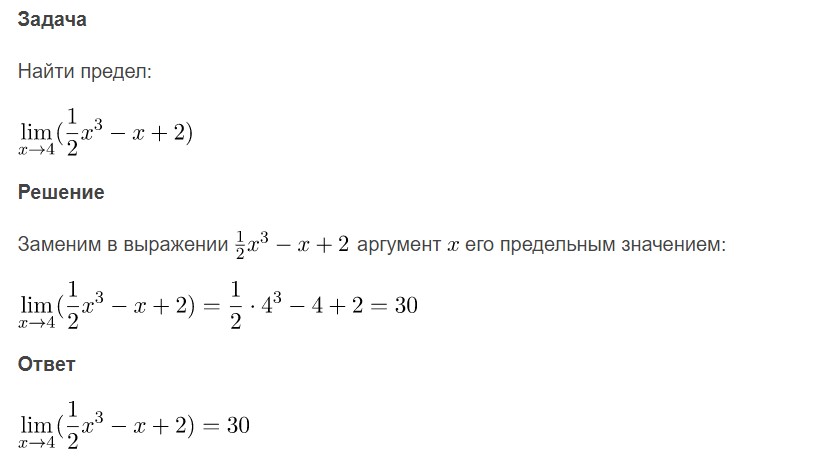 Задача
Найти предел:
\lim_{x \to 4} (\frac{1}{2}x^3 - x + 2)
Решение
Заменим в выражении \frac{1}{2}x^3 - x + 2 аргумент x его предельным значением:
\lim_{x \to 4} (\frac{1}{2}x^3 - x + 2) = \frac{1}{2} \cdot 4^3 - 4 + 2 = 30
Ответ
\lim_{x \to 4} (\frac{1}{2}x^3 - x + 2) = 30